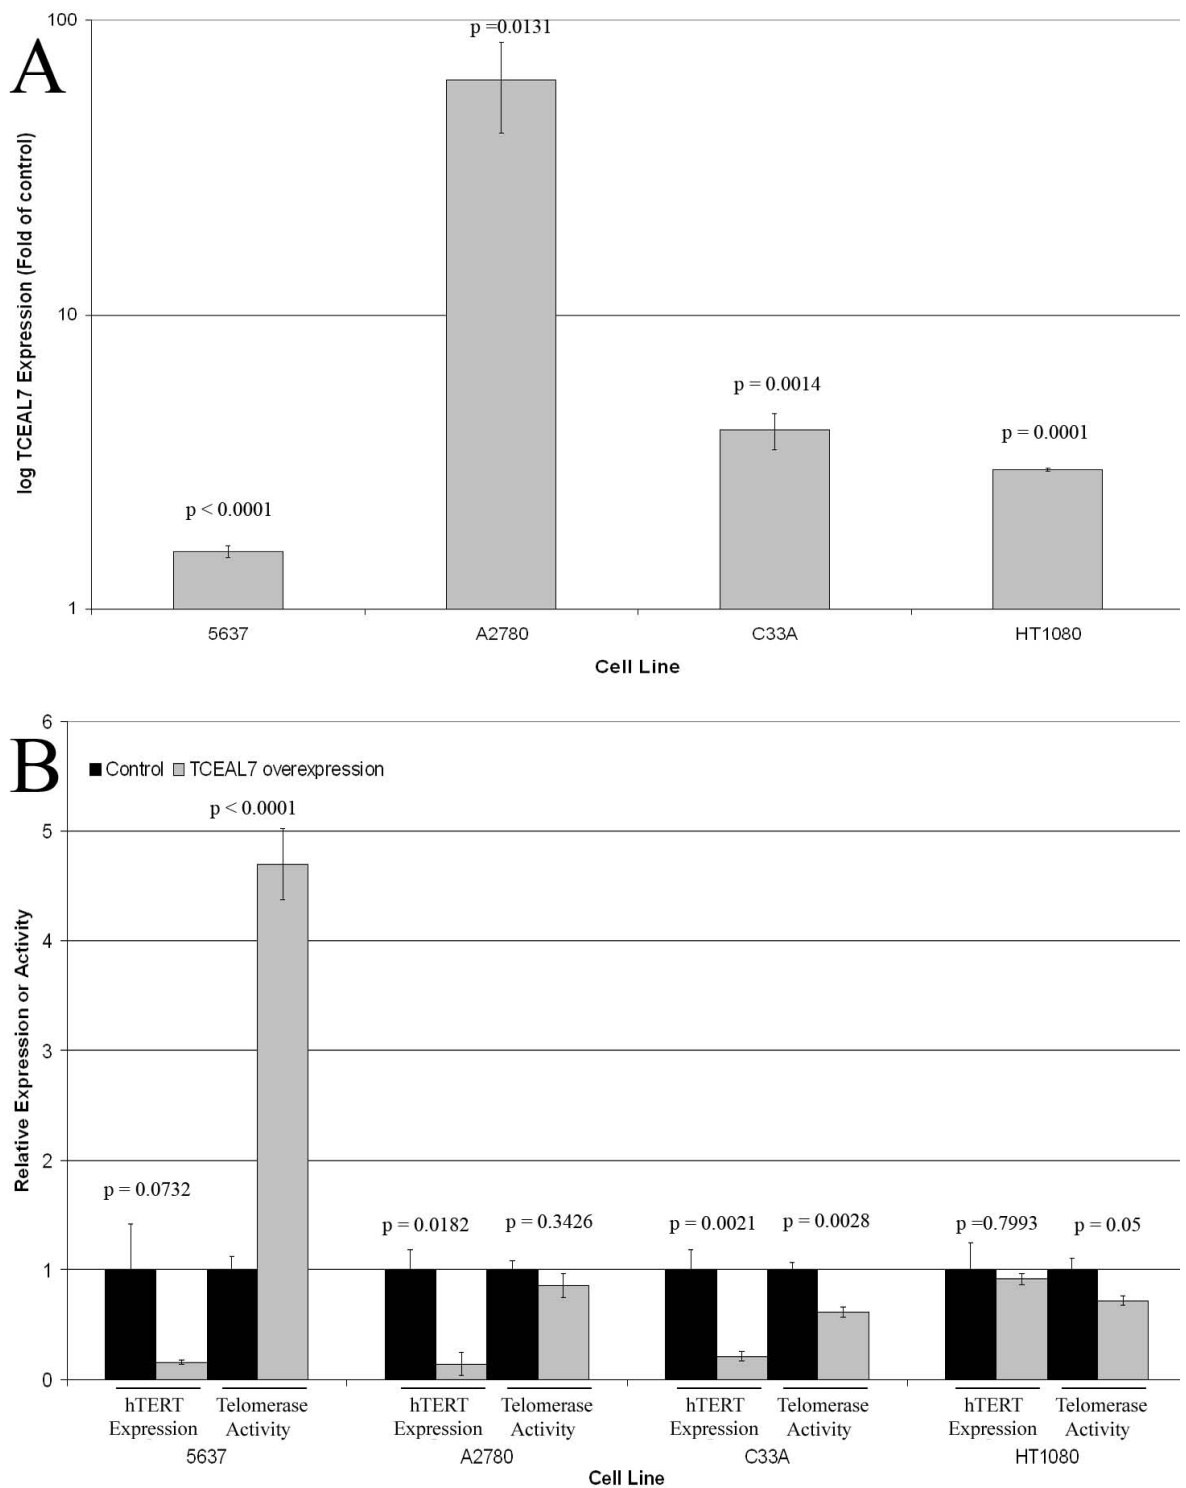 A
log TCEAL7 Expression (Fold of control)
100
10
1
p =0.0131
p = 0.0014
p = 0.0001
p < 0.0001
5637 A2780 C33A HT1080
Cell Line
B
Relative Expression or Activity
6
5
4
3
2
1
0
Control TCEAL7 overexpression
p < 0.0001
p = 0.0732
p = 0.0182 p = 0.3426 p = 0.0021 p = 0.0028 p =0.7993 p = 0.05
hTERT Telomerase hTERT Telomerase hTERT Telomerase hTERT Telomerase
Expression Activity Expression Activity Expression Activity Expression Activity
5637 A2780 C33A HT1080
Cell Line